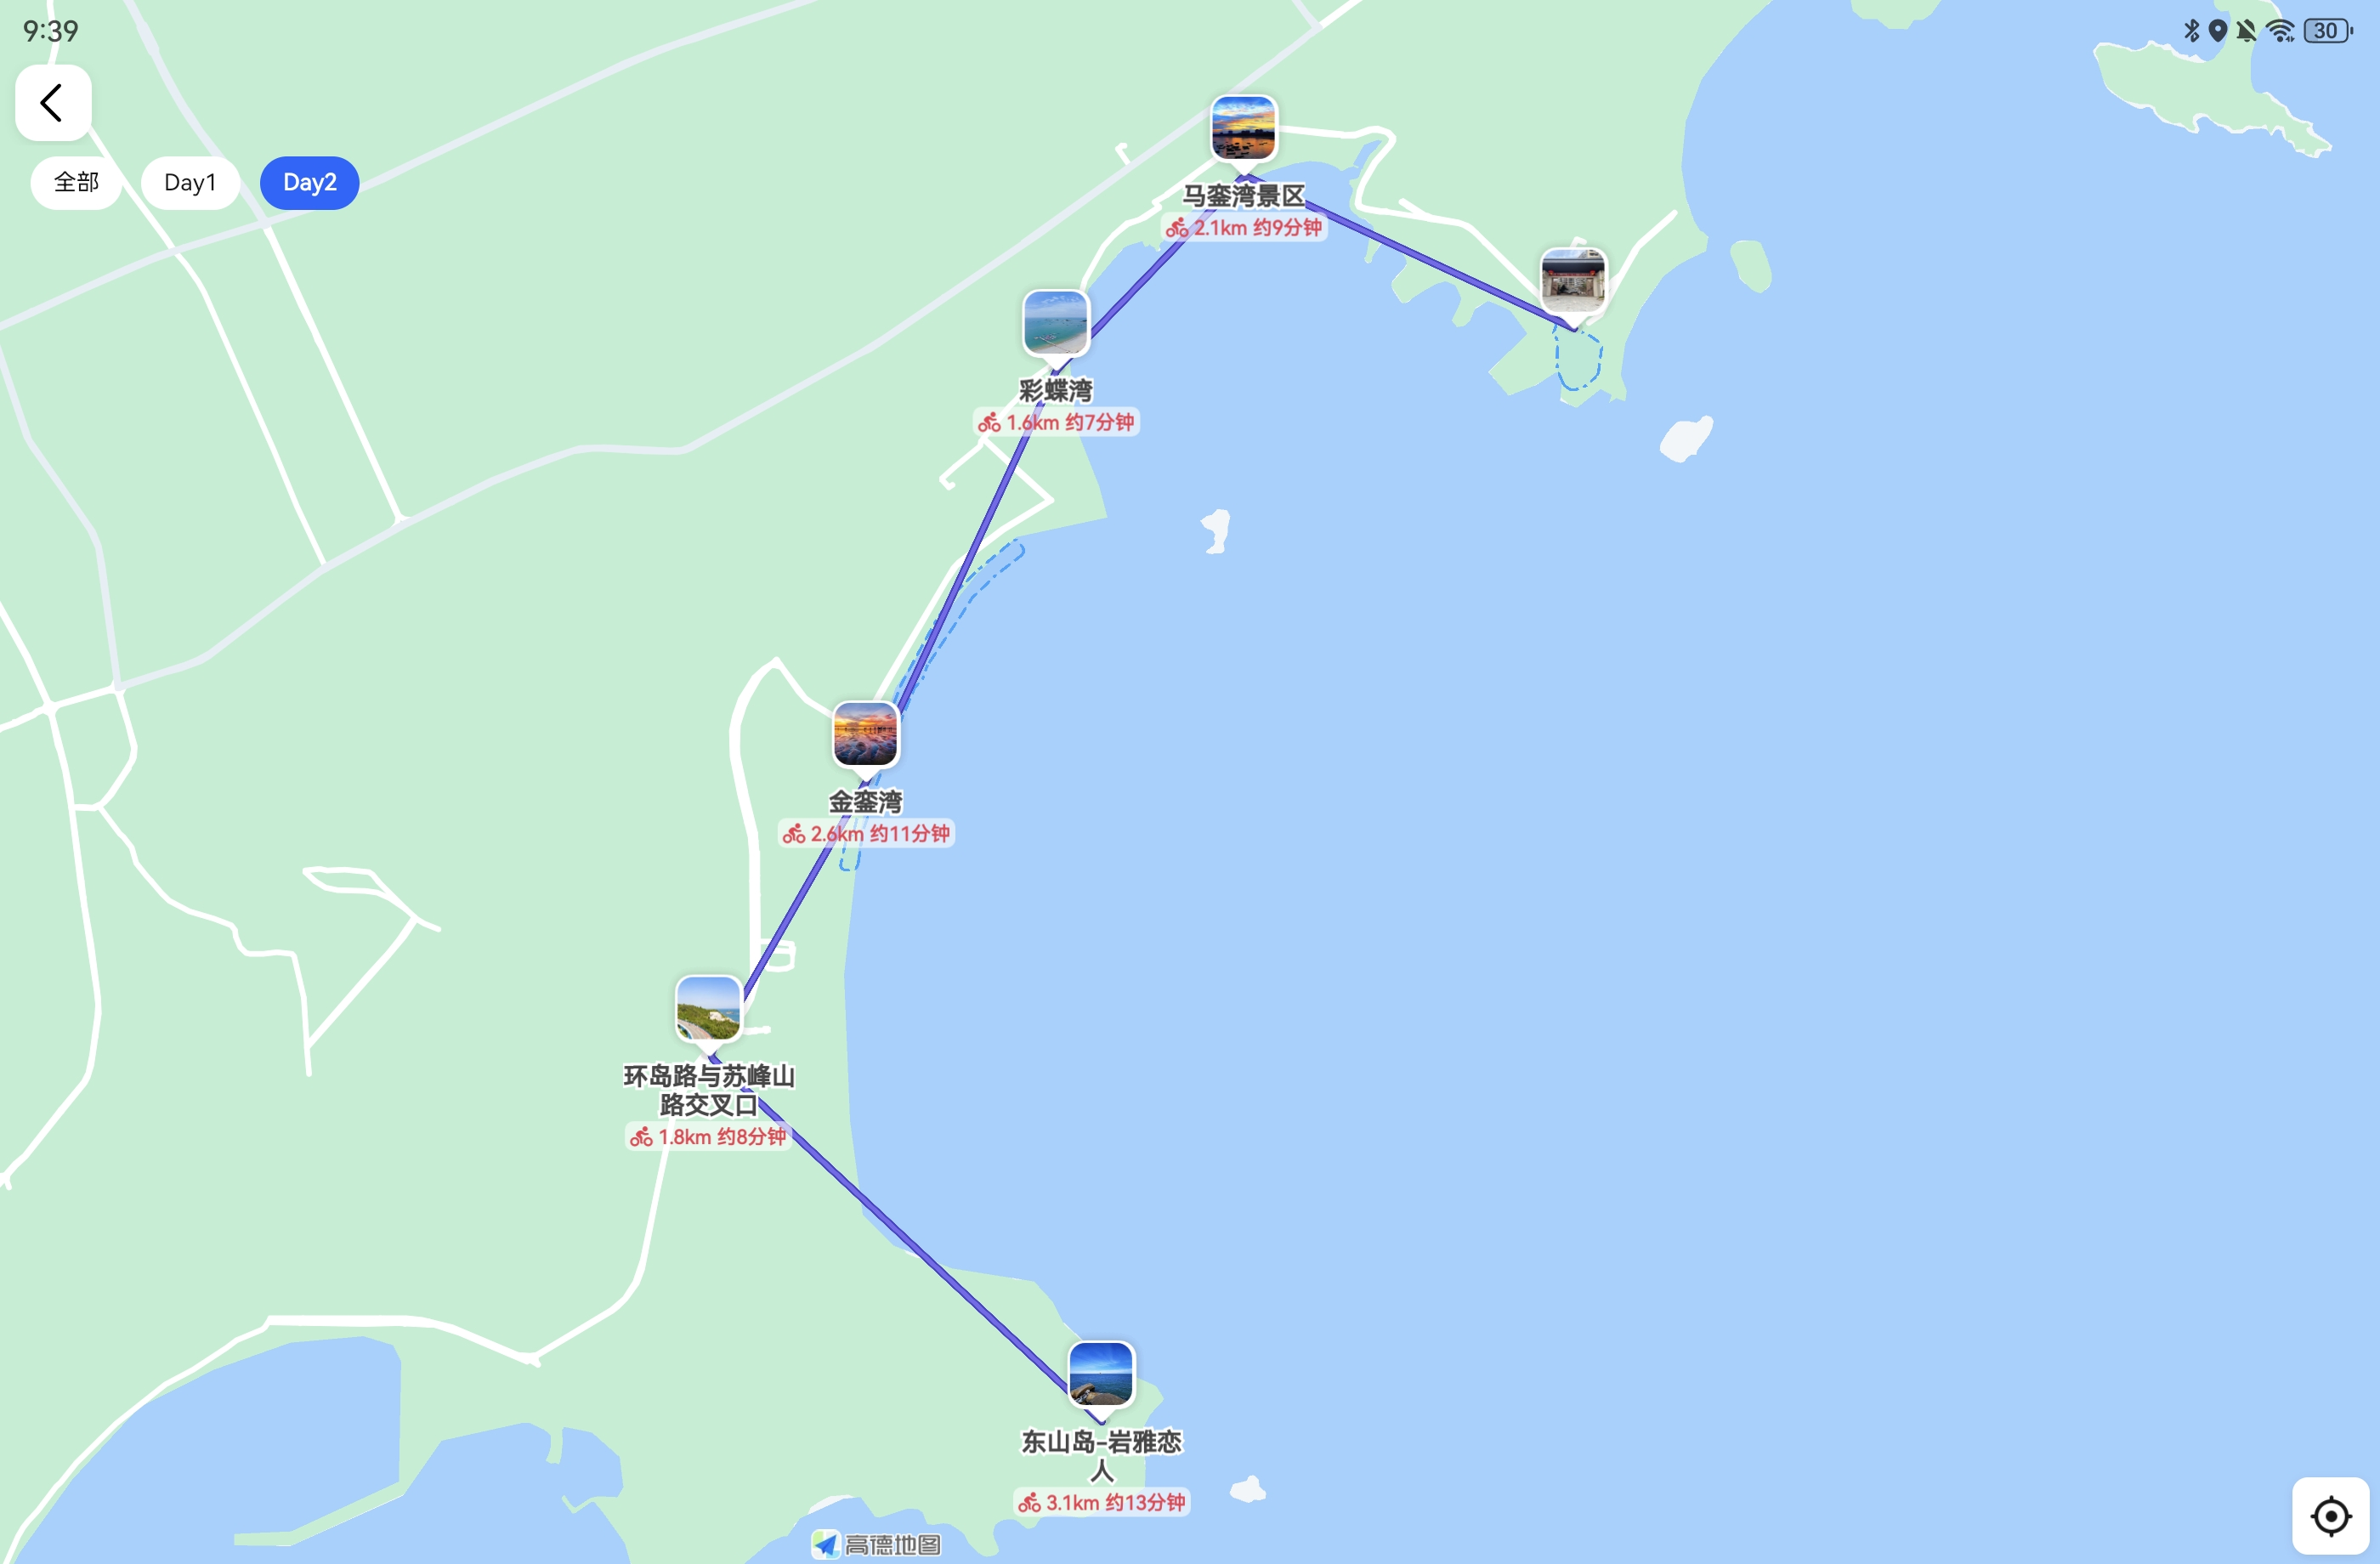 9:39
30
全部
Day1
Day2
马銮湾景区
2.1km 约9分钟
彩蝶湾
1.6km 约7分钟
金銮湾
2.6km 约11分钟
环岛路与苏峰山
路交叉口
1.8km 约8分钟
东山岛-岩雅恋
人
3.1km 约13分钟
高德地图